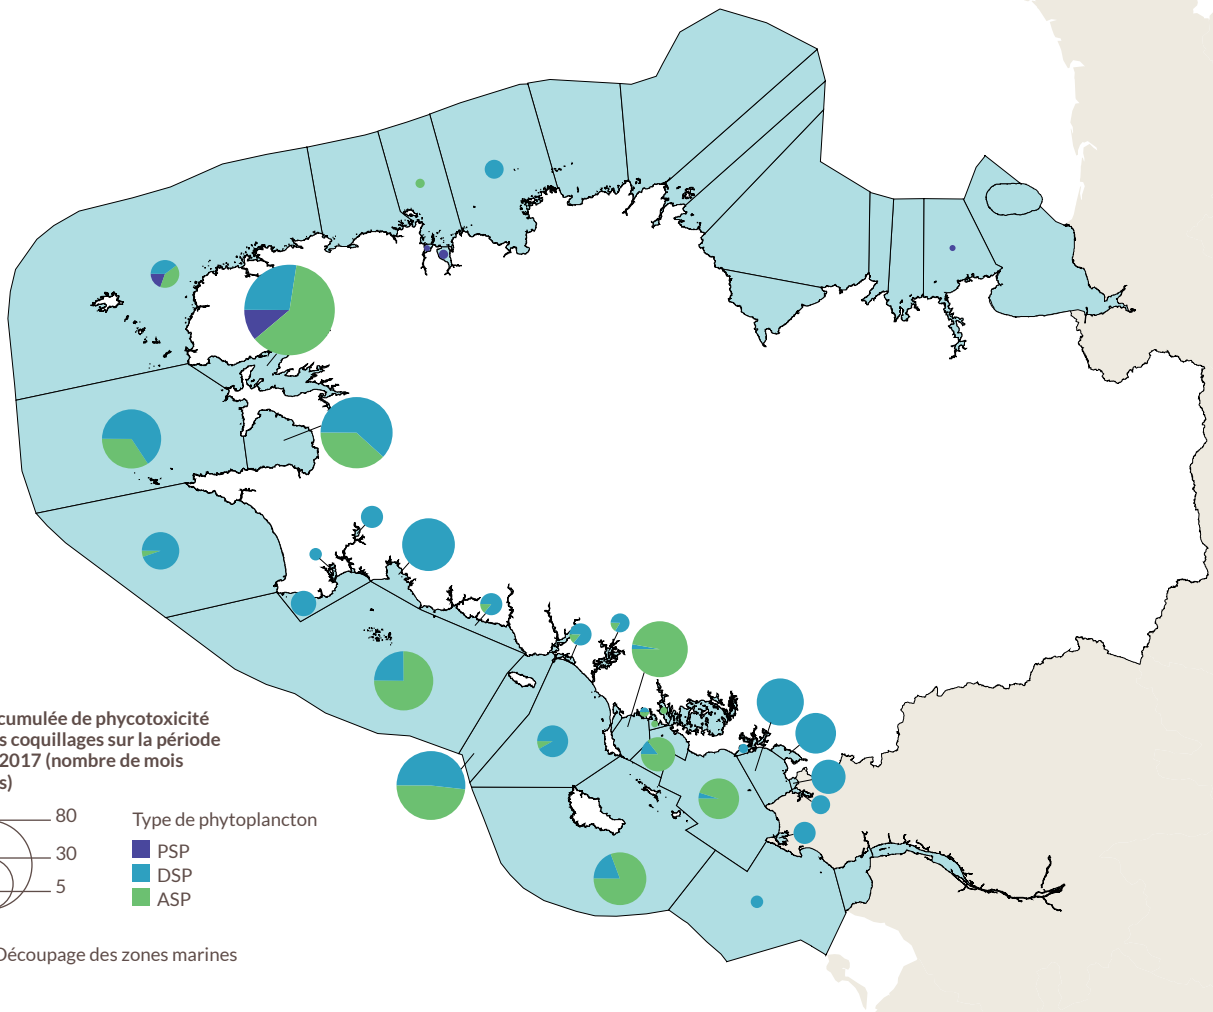 cumulée de phycotoxicité
s coquillages sur la période
2017 (nombre de mois
s)
80
30
5
Type de phytoplancton
PSP
DSP
ASP
Découpage des zones marines